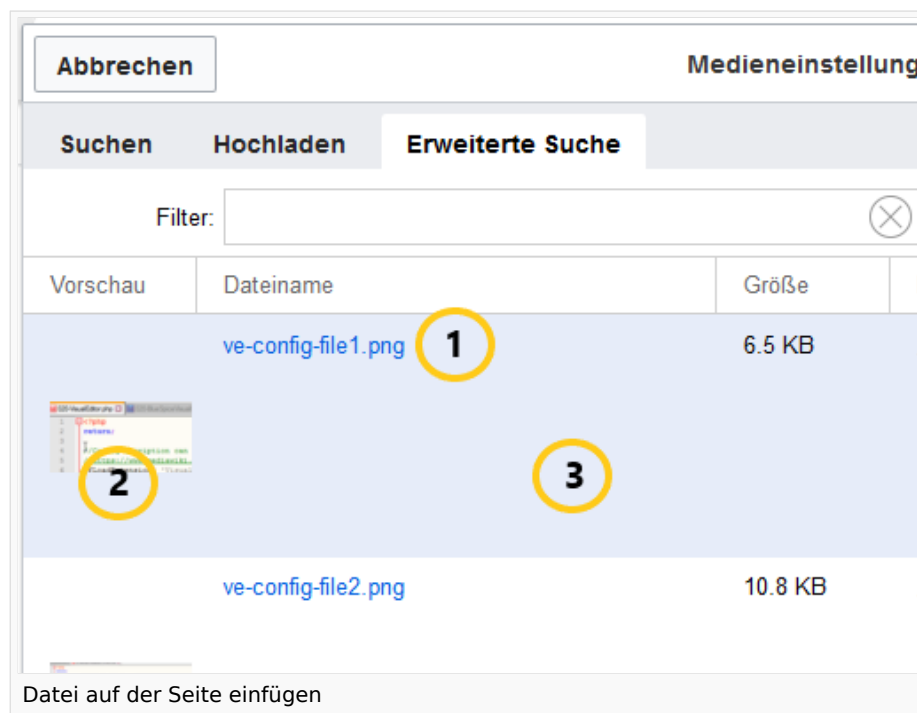 Abbrechen Medieneinstellung
Suchen Hochladen Erweiterte Suche
Filter:
Vorschau Dateiname Größe
ve-config-file1.png 1 6.5 KB
2 3
ve-config-file2.png 10.8 KB
Datei auf der Seite einfügen